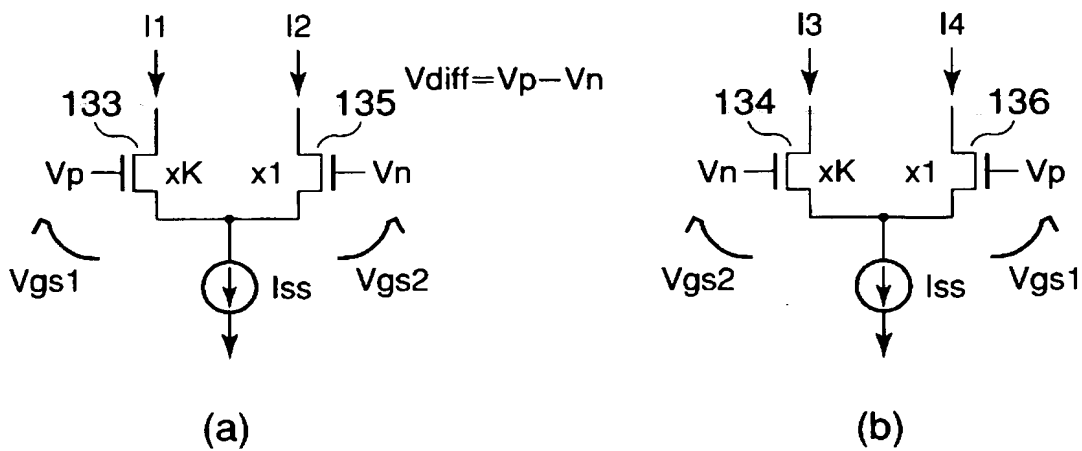 I1 I2 I3 I4
Vdiff=Vp−Vn
133 135 134 136
Vp xK x1 Vn Vn xK x1 Vp
Vgs1 Iss Vgs2 Vgs2 Iss Vgs1
(a) (b)